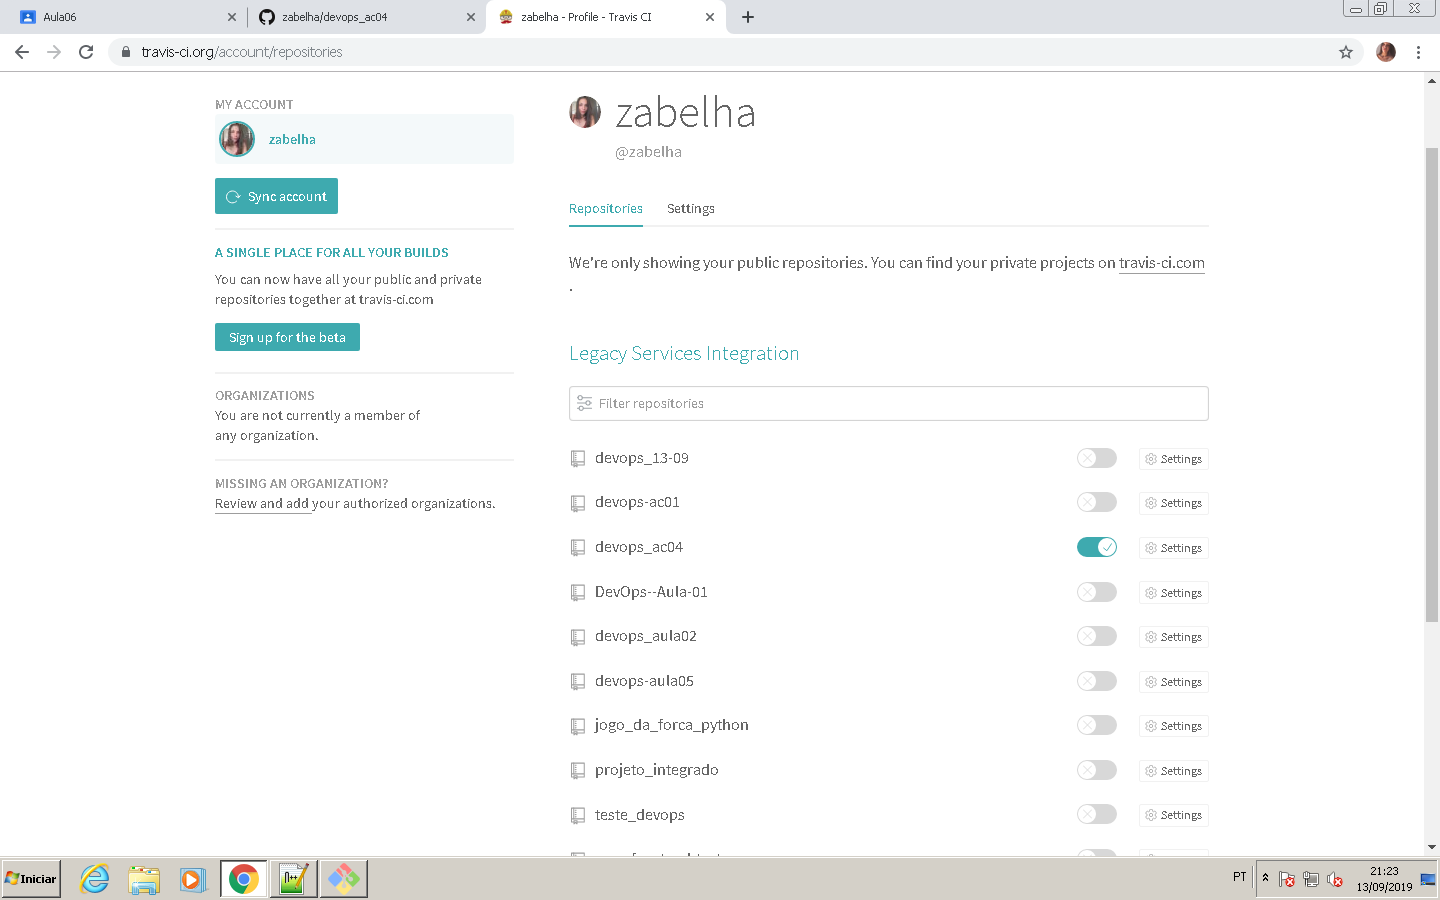 Aula06
zabelha/devops_ac04
zabelha - Profile - Travis CI
travis-ci.org/account/repositories
MY ACCOUNT
zabelha
Sync account
A SINGLE PLACE FOR ALL YOUR BUILDS
You can now have all your public and private
repositories together at travis-ci.com
Sign up for the beta
ORGANIZATIONS
You are not currently a member of
any organization.
MISSING AN ORGANIZATION?
Review and add your authorized organizations.
zabelha
@zabelha
Repositories
Settings
We're only showing your public repositories. You can find your private projects on travis-ci.com
.
Legacy Services Integration
Filter repositories
devops_13-09 Settings
devops-ac01 Settings
devops_ac04 Settings
DevOps--Aula-01 Settings
devops_aula02 Settings
devops-aula05 Settings
jogo_da_forca_python Settings
projeto_integrado Settings
teste_devops Settings
Iniciar
PT
21:23
13/09/2019